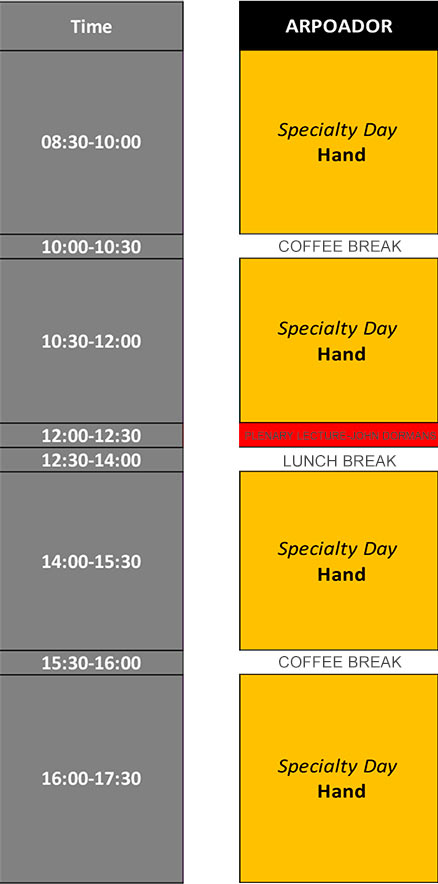 Time ARPOADOR
08:30-10:00 Specialty Day
Hand
10:00-10:30 COFFEE BREAK
10:30-12:00 Specialty Day
Hand
12:00-12:30 PLENARY LECTURE-JOHN DORMANS
12:30-14:00 LUNCH BREAK
14:00-15:30 Specialty Day
Hand
15:30-16:00 COFFEE BREAK
16:00-17:30 Specialty Day
Hand